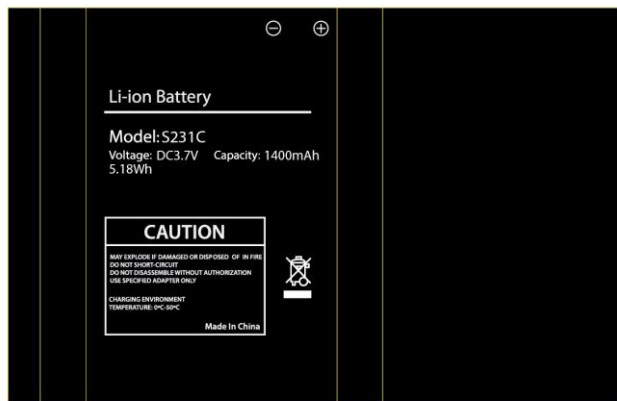 ⊖ ⊕
Li-ion Battery
Model: S231C
Voltage: DC3.7V Capacity: 1400mAh
5.18Wh
CAUTION
MAY EXPLODE IF DAMAGED OR DISPOSED OF IN FIRE
DO NOT SHORT-CIRCUIT
DO NOT DISASSEMBLE WITHOUT AUTHORIZATION
USE SPECIFIED ADAPTER ONLY
CHARGING ENVIRONMENT
TEMPERATURE: 0ºC-50ºC
Made In China